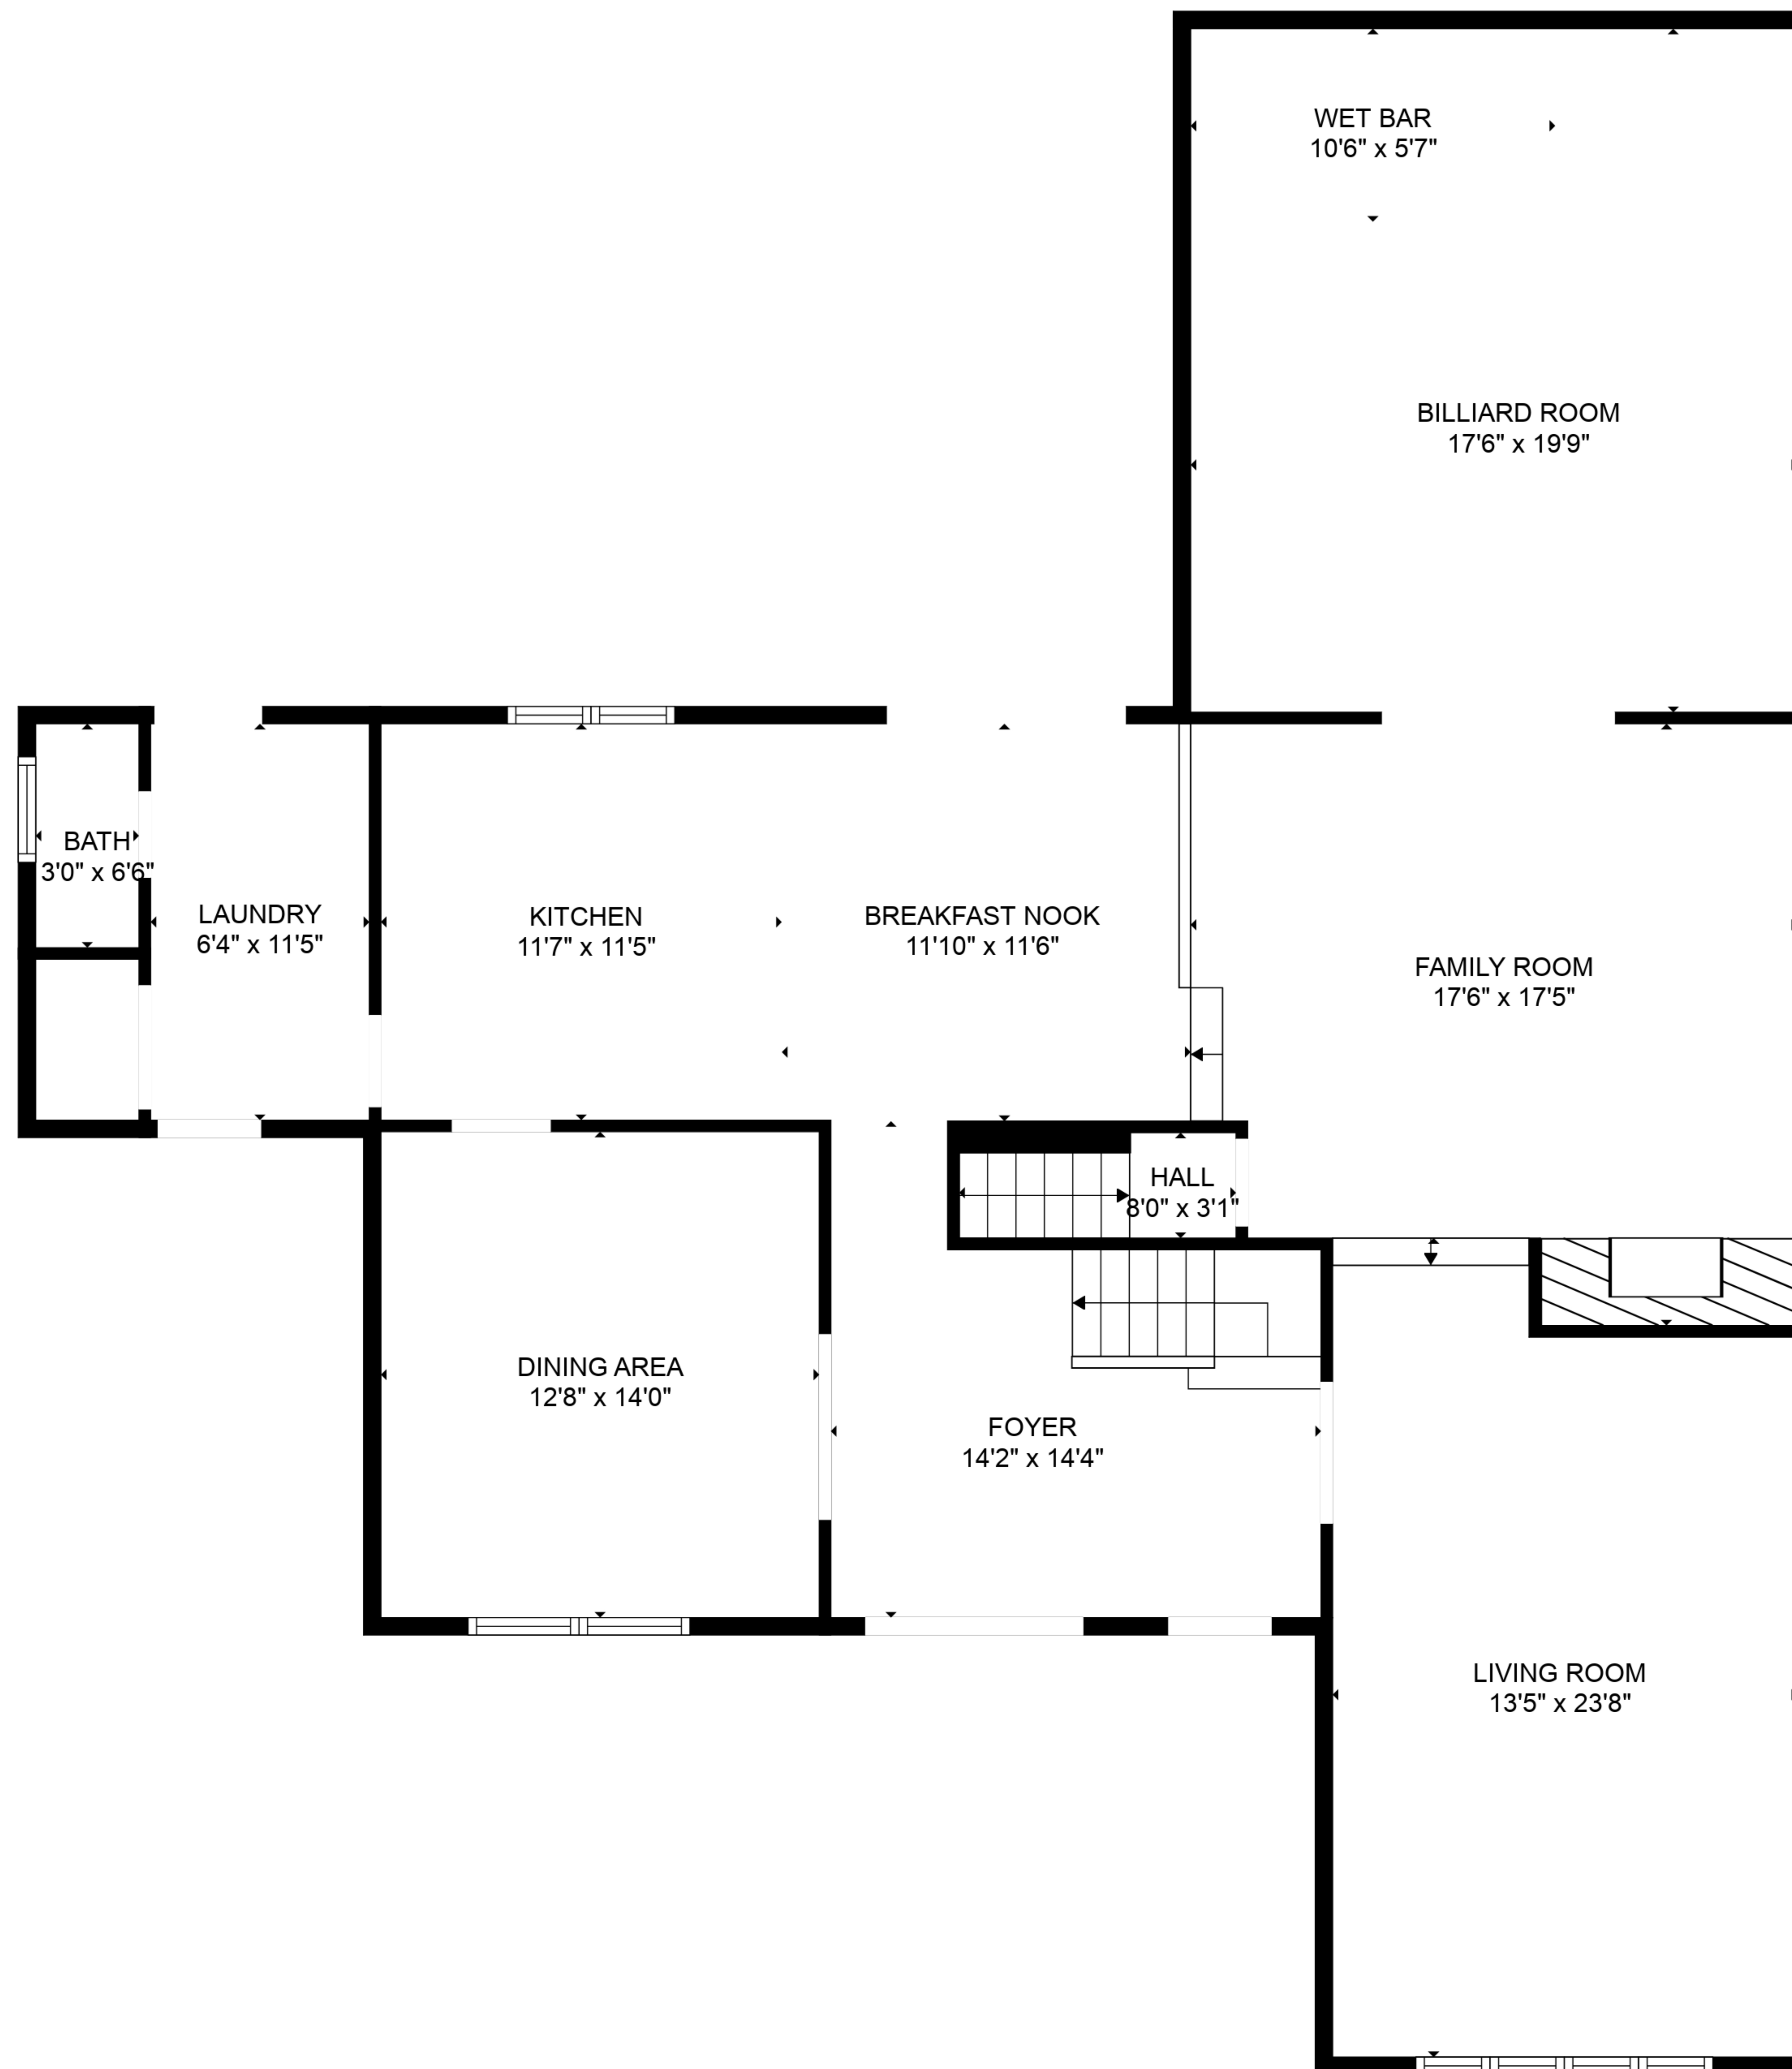 WET BAR
10'6" x 5'7"
BILLIARD ROOM
17'6" x 19'9"
BATH
3'0" x 6'6"
LAUNDRY
6'4" x 11'5"
KITCHEN
11'7" x 11'5"
BREAKFAST NOOK
11'10" x 11'6"
FAMILY ROOM
17'6" x 17'5"
HALL
8'0" x 3'1"
DINING AREA
12'8" x 14'0"
FOYER
14'2" x 14'4"
LIVING ROOM
13'5" x 23'8"